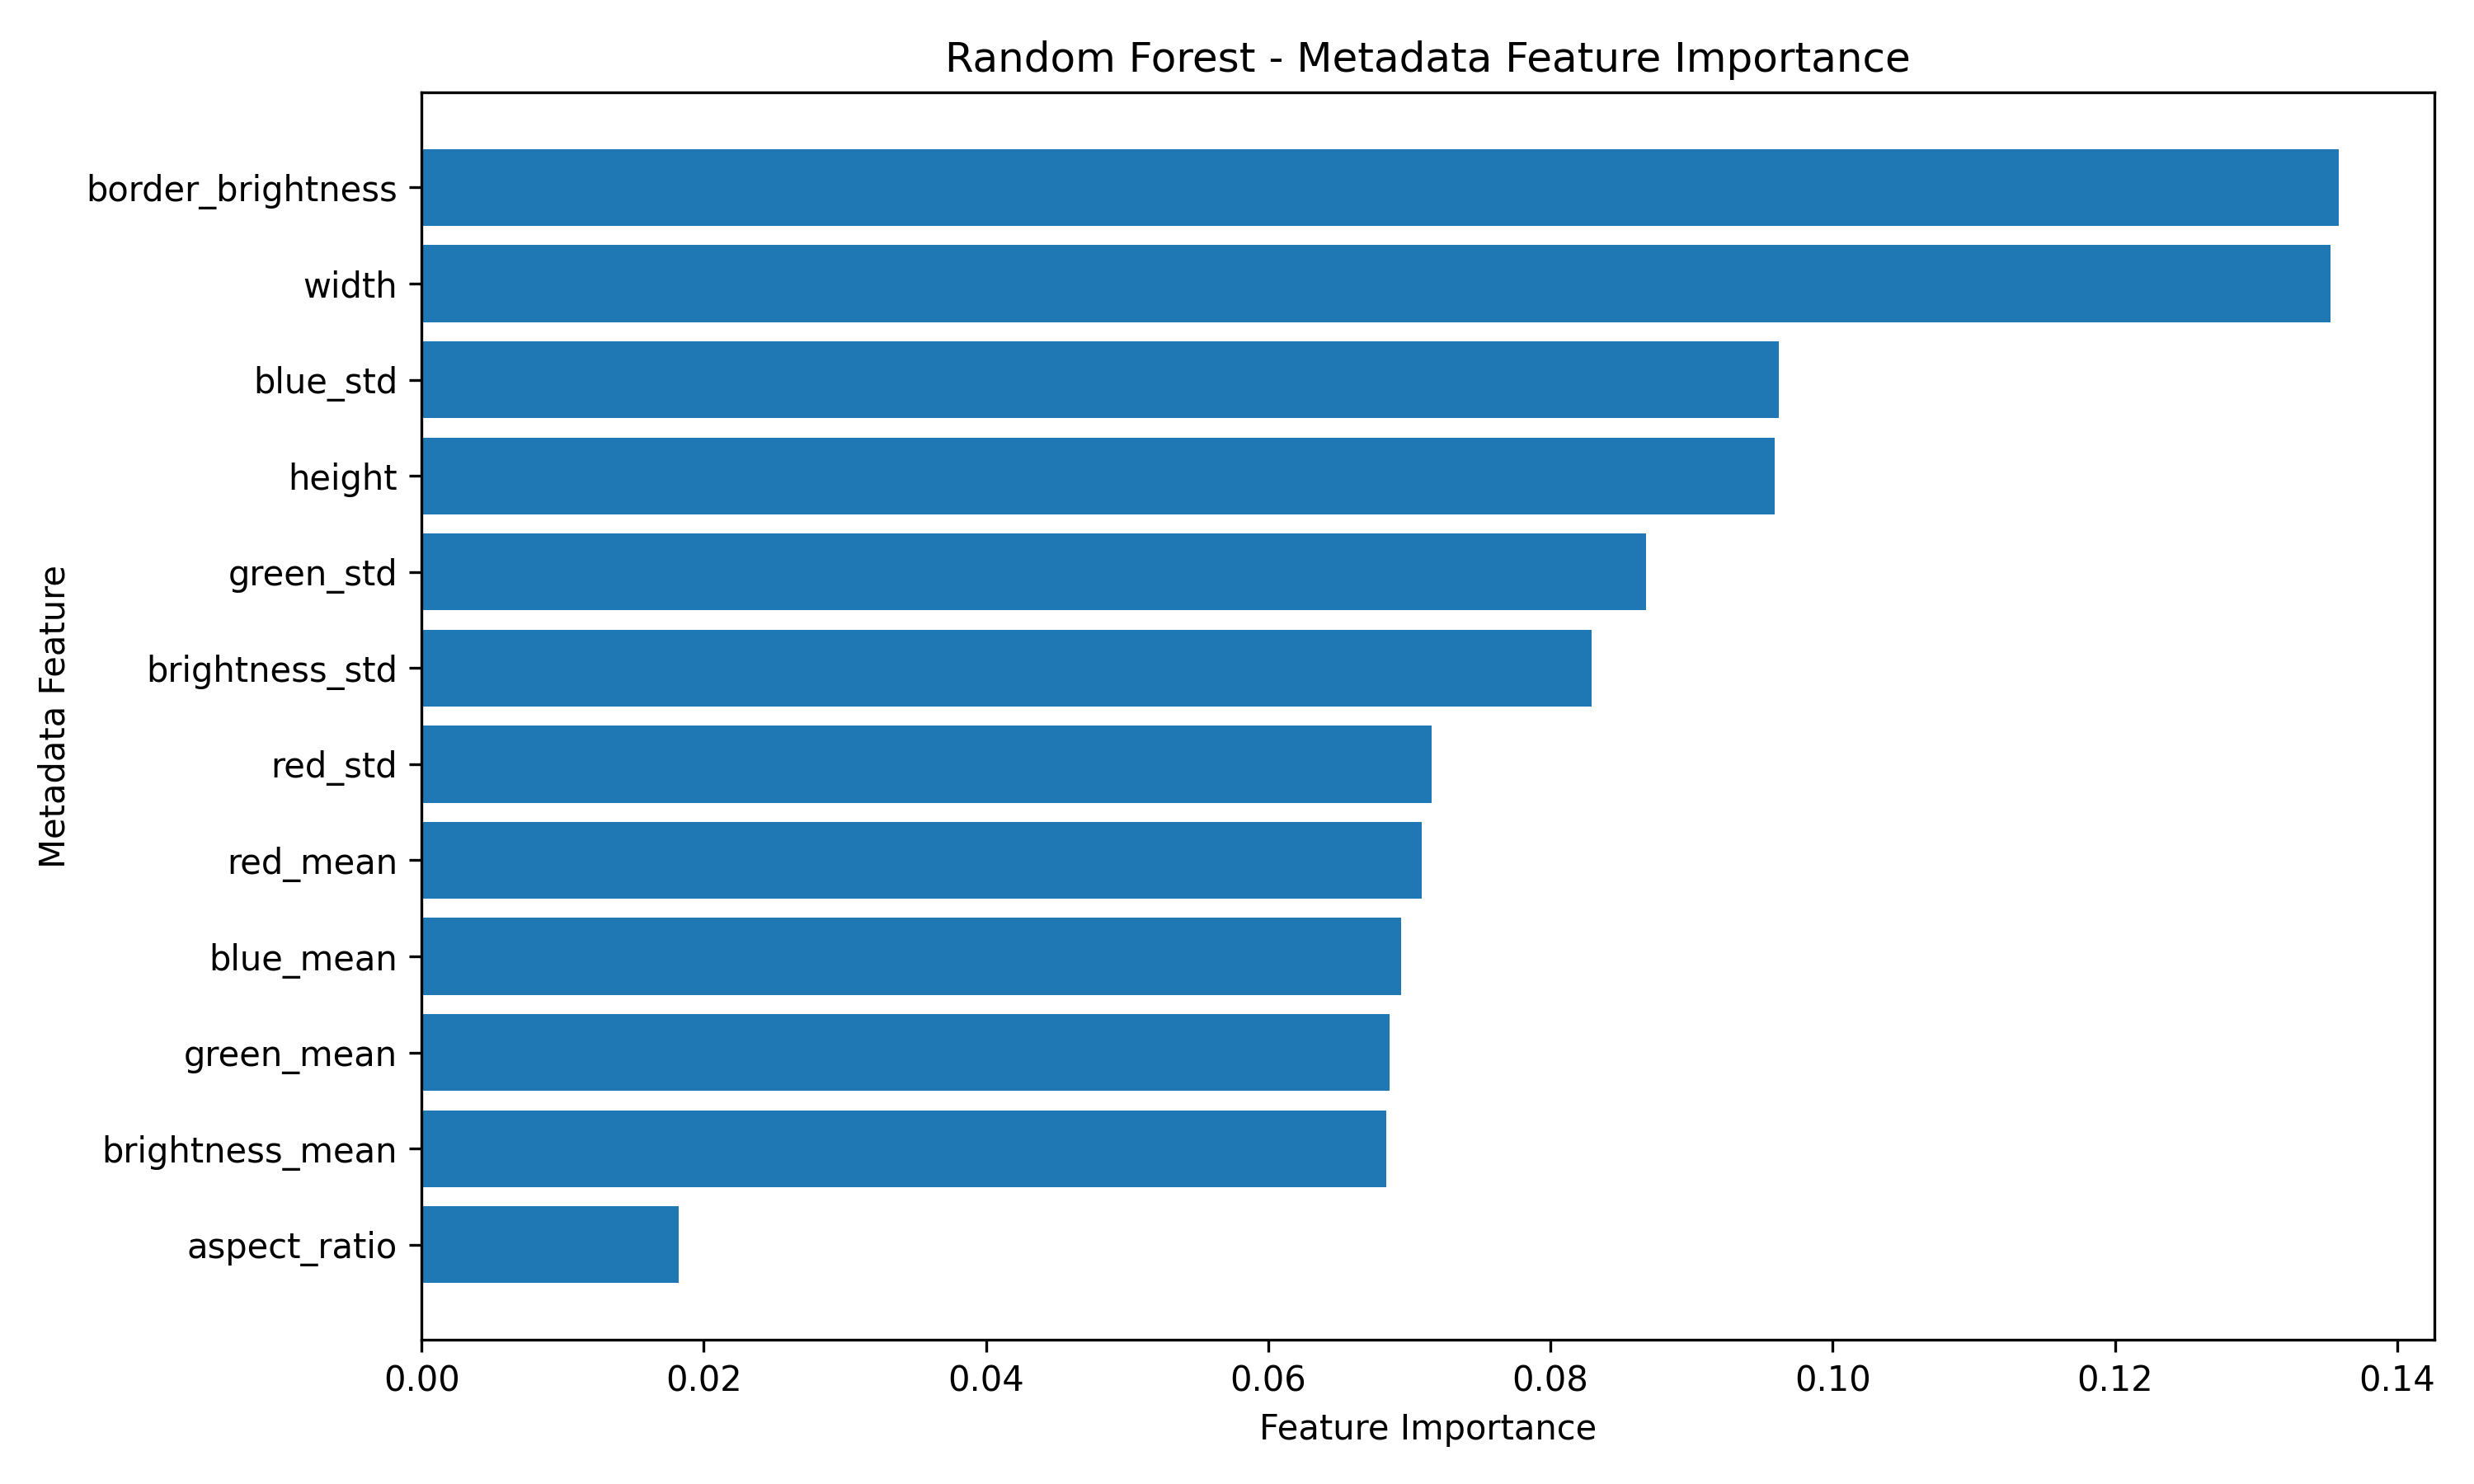 Random Forest - Metadata Feature Importance
Metadata Feature
border_brightness
width
blue_std
height
green_std
brightness_std
red_std
red_mean
blue_mean
green_mean
brightness_mean
aspect_ratio
0.00 0.02 0.04 0.06 0.08 0.10 0.12 0.14
Feature Importance